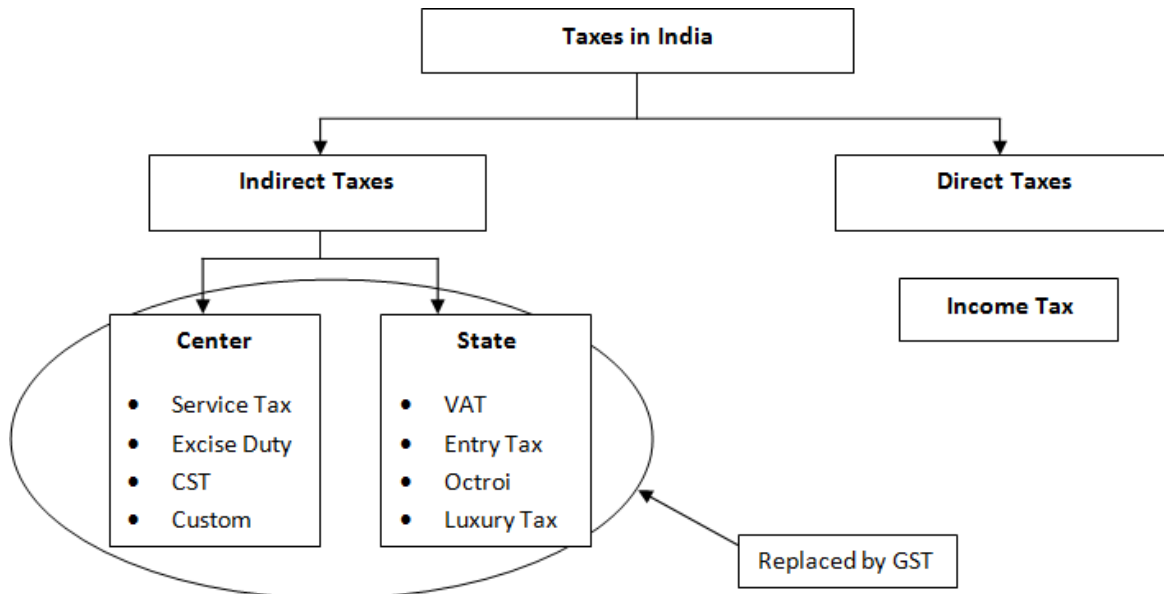 Taxes in India
Indirect Taxes
Direct Taxes
Income Tax
Center
• Service Tax
• Excise Duty
• CST
• Custom
State
• VAT
• Entry Tax
• Octroi
• Luxury Tax
Replaced by GST